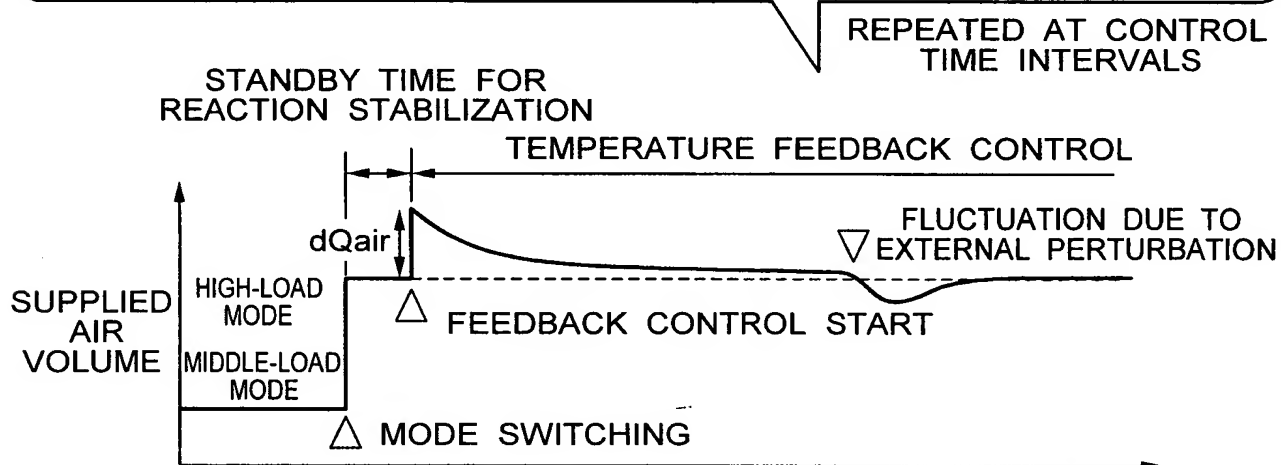 REPEATED AT CONTROL
TIME INTERVALS
STANDBY TIME FOR
REACTION STABILIZATION
TEMPERATURE FEEDBACK CONTROL
dQair
FLUCTUATION DUE TO
EXTERNAL PERTURBATION
SUPPLIED
AIR
VOLUME
HIGH-LOAD
MODE
FEEDBACK CONTROL START
MIDDLE-LOAD
MODE
MODE SWITCHING